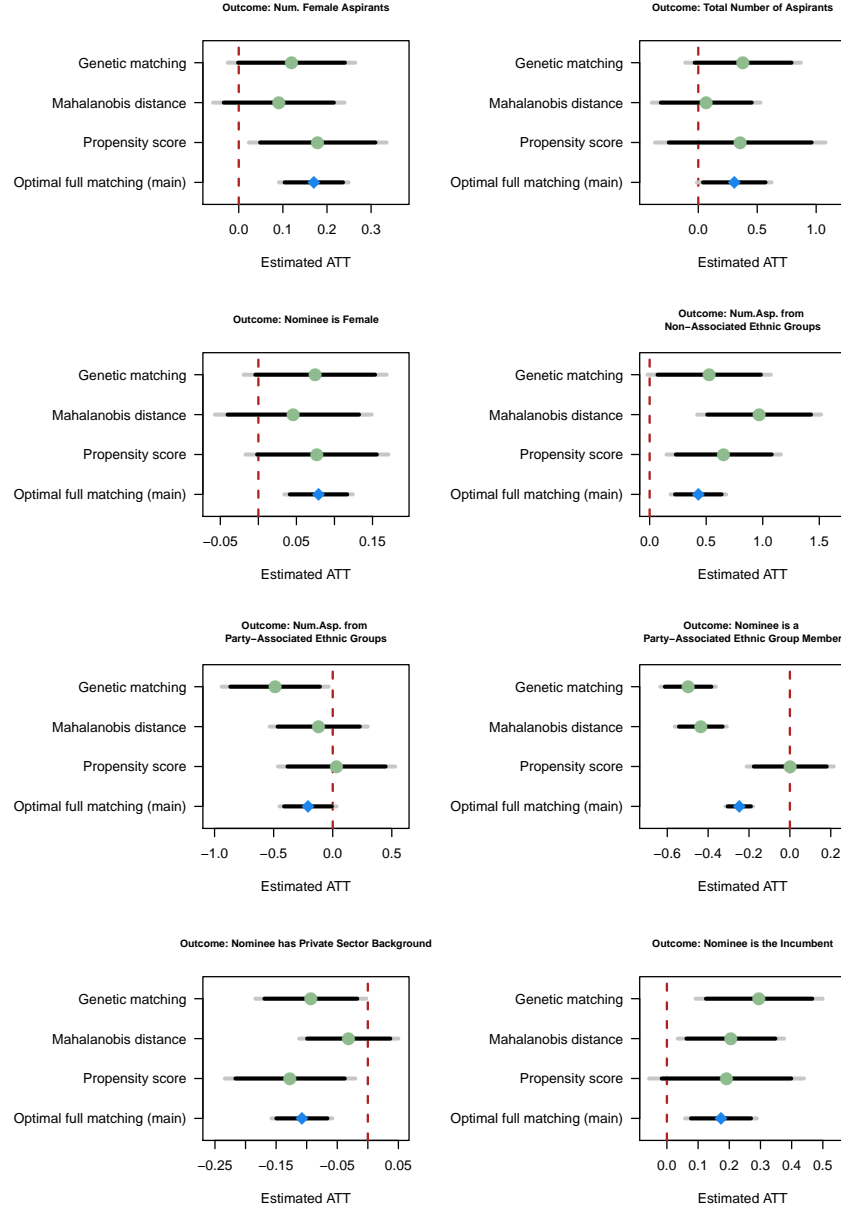 Outcome: Num. Female Aspirants
Genetic matching
Mahalanobis distance
Propensity score
Optimal full matching (main)
0.0 0.1 0.2 0.3
Estimated ATT
Outcome: Total Number of Aspirants
Genetic matching
Mahalanobis distance
Propensity score
Optimal full matching (main)
0.0 0.5 1.0
Estimated ATT
Outcome: Nominee is Female
Genetic matching
Mahalanobis distance
Propensity score
Optimal full matching (main)
−0.05 0.05 0.15
Estimated ATT
Outcome: Num.Asp. from
Non−Associated Ethnic Groups
Genetic matching
Mahalanobis distance
Propensity score
Optimal full matching (main)
0.0 0.5 1.0 1.5
Estimated ATT
Outcome: Num.Asp. from
Party−Associated Ethnic Groups
Genetic matching
Mahalanobis distance
Propensity score
Optimal full matching (main)
−1.0 −0.5 0.0 0.5
Estimated ATT
Outcome: Nominee is a
Party−Associated Ethnic Group Member
Genetic matching
Mahalanobis distance
Propensity score
Optimal full matching (main)
−0.6 −0.4 −0.2 0.0 0.2
Estimated ATT
Outcome: Nominee has Private Sector Background
Genetic matching
Mahalanobis distance
Propensity score
Optimal full matching (main)
−0.25 −0.15 −0.05 0.05
Estimated ATT
Outcome: Nominee is the Incumbent
Genetic matching
Mahalanobis distance
Propensity score
Optimal full matching (main)
0.0 0.1 0.2 0.3 0.4 0.5
Estimated ATT